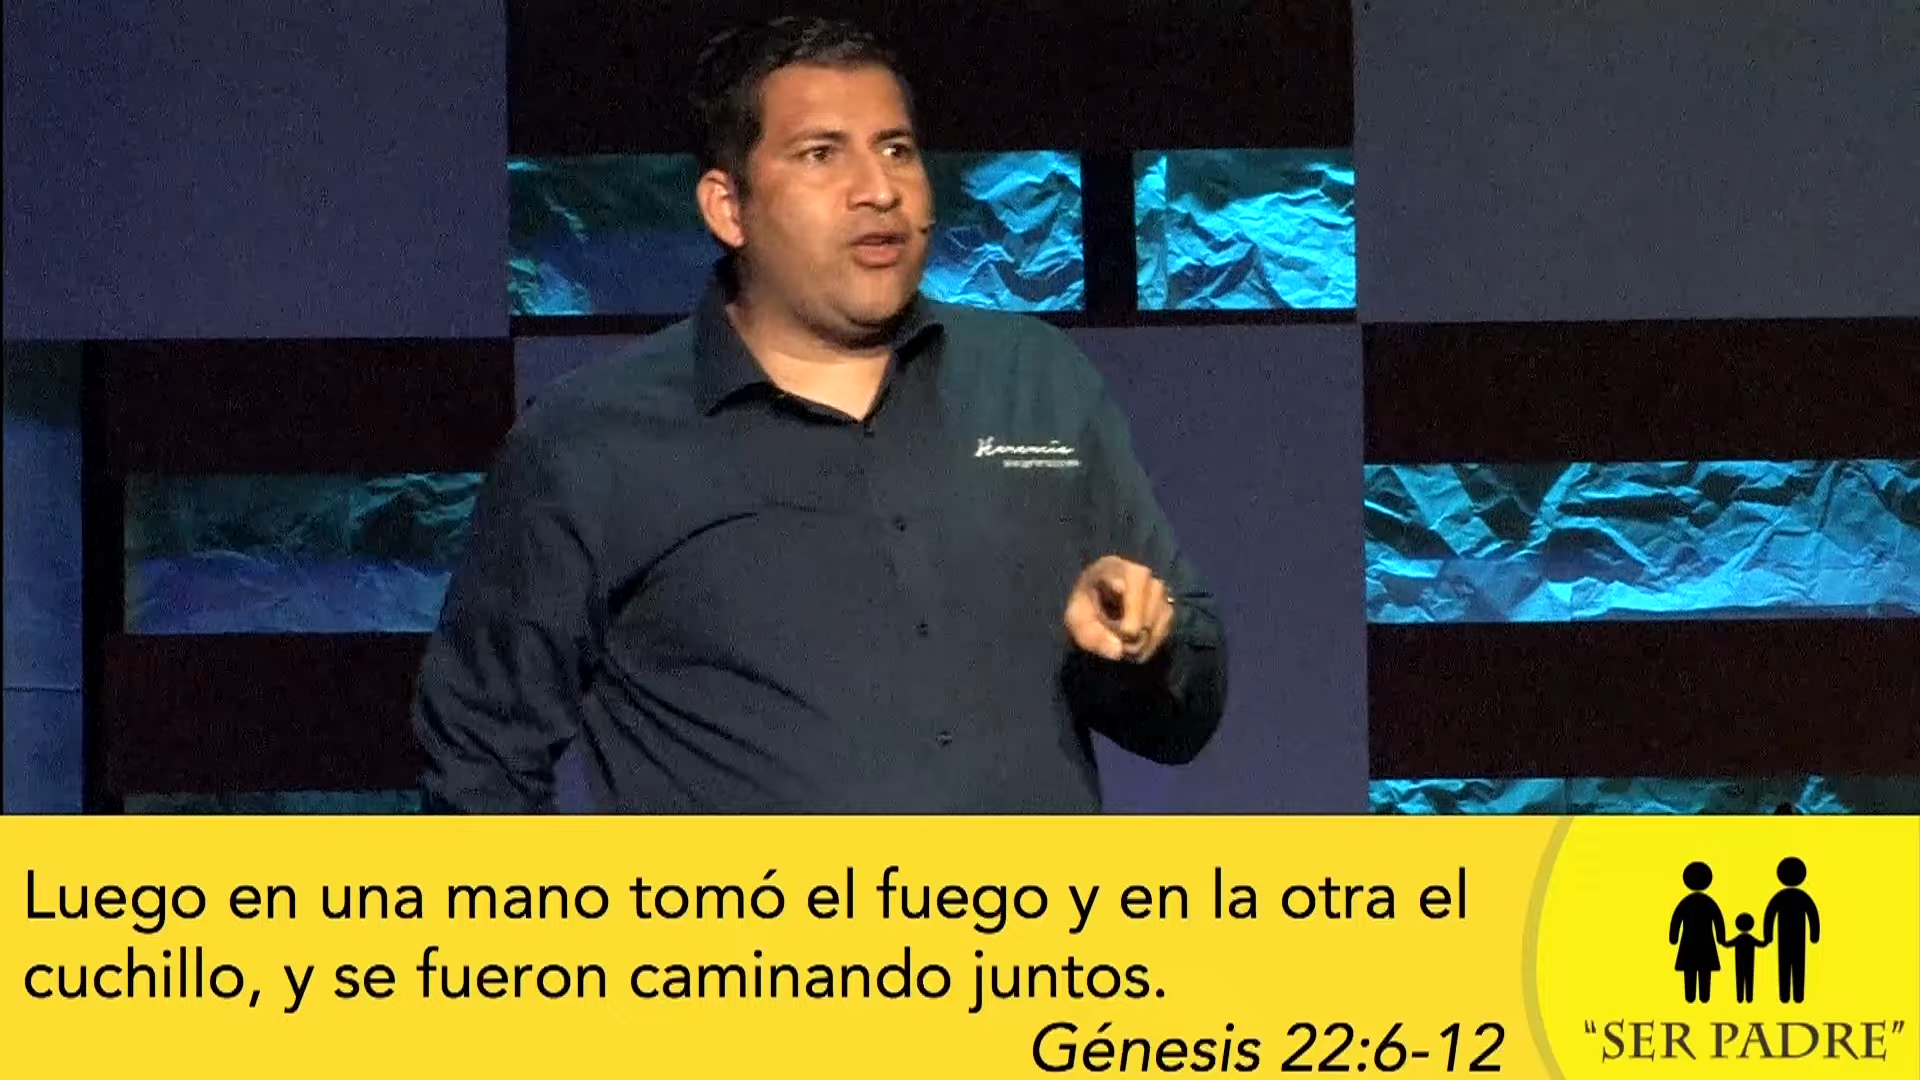 Herencia
Luego en una mano tomó el fuego y en la otra el
cuchillo, y se fueron caminando juntos.
Génesis 22:6-12
“SER PADRE”